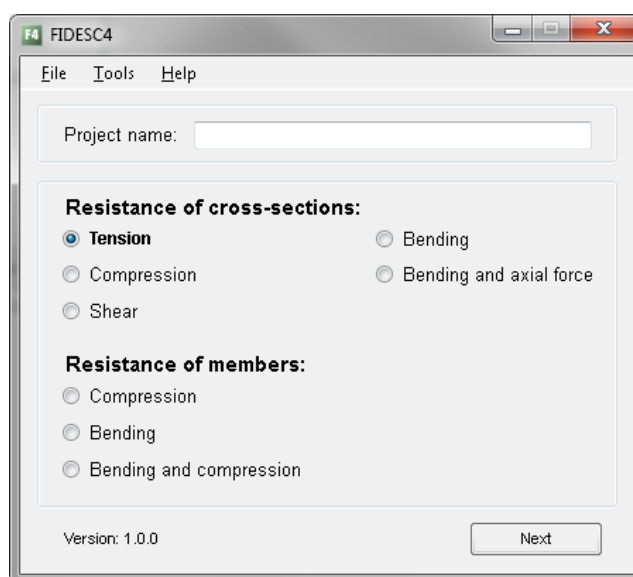 F4 FIDESC4
File Tools Help
Project name:
Resistance of cross-sections:
Tension
Bending
Compression
Bending and axial force
Shear
Resistance of members:
Compression
Bending
Bending and compression
Version: 1.0.0
Next